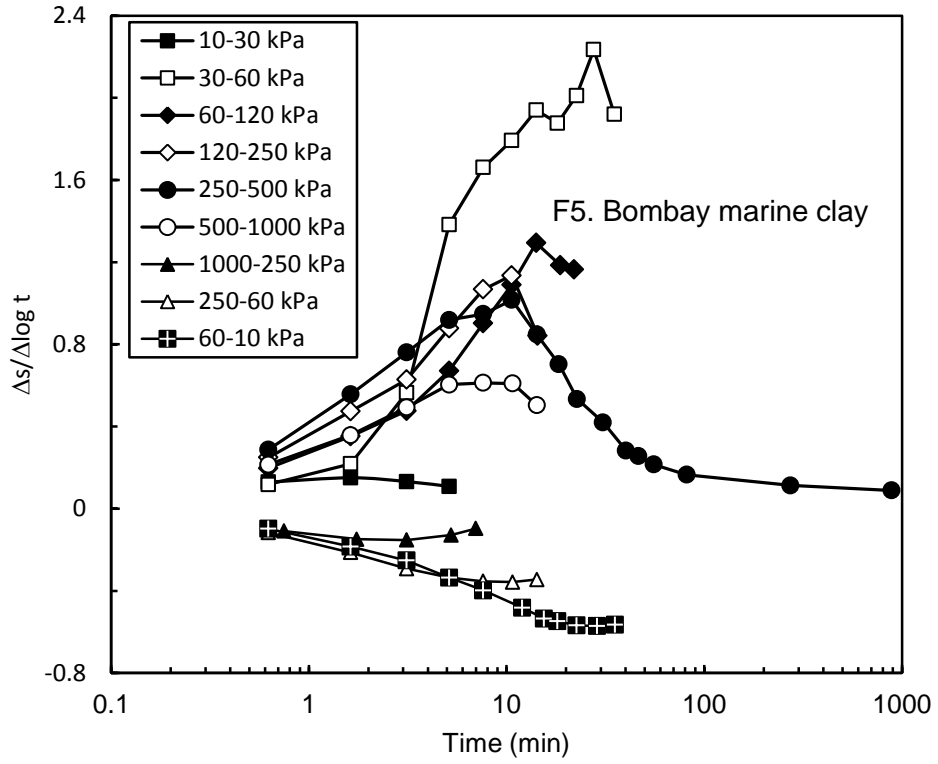 2.4
10-30 kPa
30-60 kPa
60-120 kPa
120-250 kPa
250-500 kPa
500-1000 kPa
1000-250 kPa
250-60 kPa
60-10 kPa
1.6
F5. Bombay marine clay
0.8
Δs/Δlog t
0
-0.8
0.1 1 10 100 1000
Time (min)